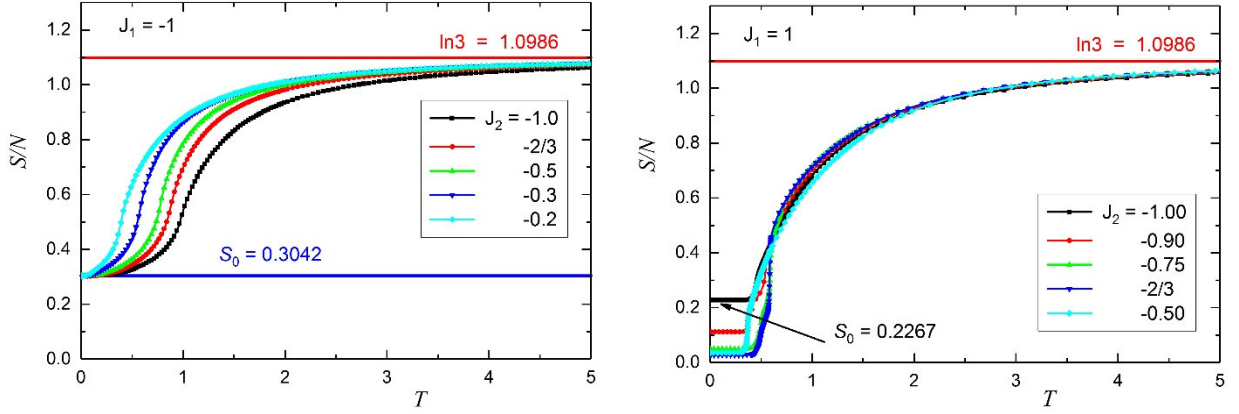 J₁ = -1
ln3 = 1.0986
S/N
1.2
1.0
0.8
0.6
0.4
0.2
0.0
J₂ = -1.0
-2/3
-0.5
-0.3
-0.2
S₀ = 0.3042
0 1 2 3 4 5
T
J₁ = 1
ln3 = 1.0986
S/N
1.2
1.0
0.8
0.6
0.4
0.2
0.0
J₂ = -1.00
-0.90
-0.75
-2/3
-0.50
S₀ = 0.2267
0 1 2 3 4 5
T